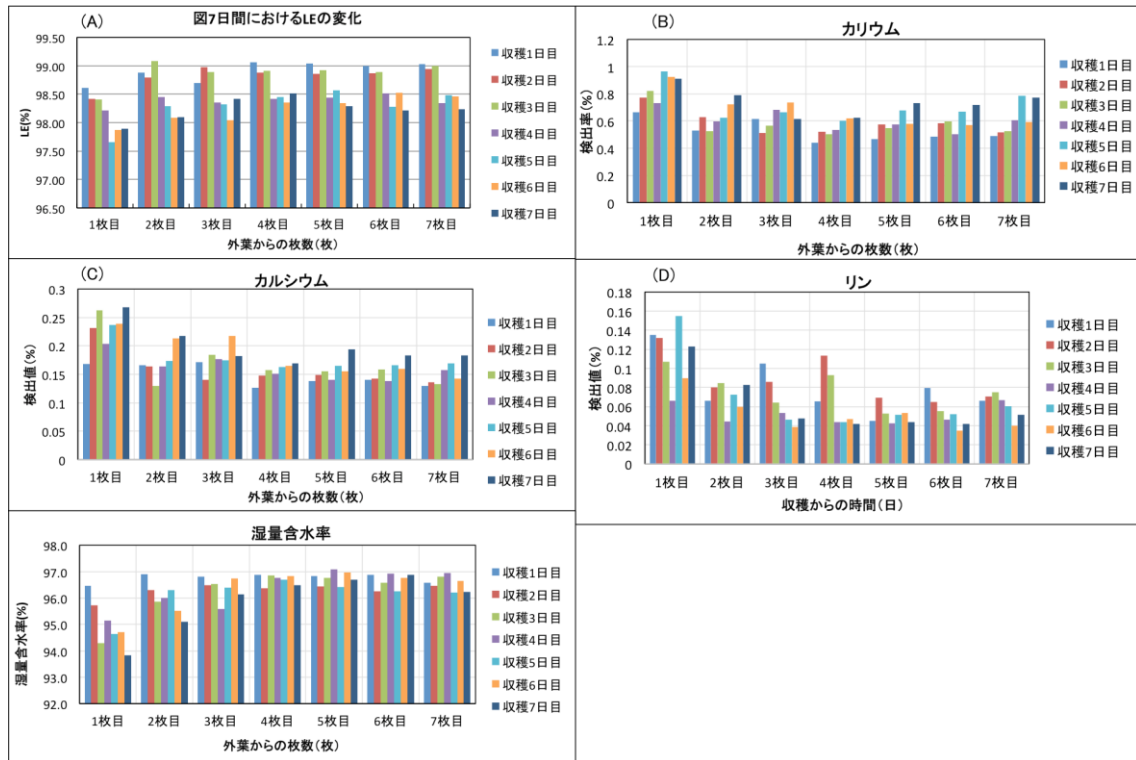 (A)
図7日間におけるLEの変化
99.50
99.00
98.50
98.00
97.50
97.00
96.50
LE(%)
1枚目 2枚目 3枚目 4枚目 5枚目 6枚目 7枚目
外葉からの枚数(枚)
収穫1日目
収穫2日目
収穫3日目
収穫4日目
収穫5日目
収穫6日目
収穫7日目
(B)
カリウム
1.2
1
0.8
0.6
0.4
0.2
0
検出率(%)
1枚目 2枚目 3枚目 4枚目 5枚目 6枚目 7枚目
外葉からの枚数(枚)
収穫1日目
収穫2日目
収穫3日目
収穫4日目
収穫5日目
収穫6日目
収穫7日目
(C)
カルシウム
0.3
0.25
0.2
0.15
0.1
0.05
0
検出値(%)
1枚目 2枚目 3枚目 4枚目 5枚目 6枚目 7枚目
外葉からの枚数(枚)
収穫1日目
収穫2日目
収穫3日目
収穫4日目
収穫5日目
収穫6日目
収穫7日目
(D)
リン
0.18
0.16
0.14
0.12
0.1
0.08
0.06
0.04
0.02
0
検出値(%)
1枚目 2枚目 3枚目 4枚目 5枚目 6枚目 7枚目
収穫からの時間(日)
収穫1日目
収穫2日目
収穫3日目
収穫4日目
収穫5日目
収穫6日目
収穫7日目
湿量含水率
98.0
97.0
96.0
95.0
94.0
93.0
92.0
湿量含水率(%)
1枚目 2枚目 3枚目 4枚目 5枚目 6枚目 7枚目
外葉からの枚数(枚)
収穫1日目
収穫2日目
収穫3日目
収穫4日目
収穫5日目
収穫6日目
収穫7日目